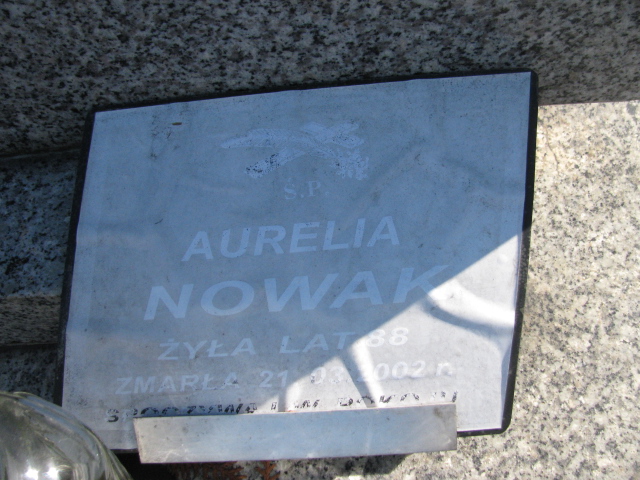 Ś.P.
AURELIA
NOWAK
ŻYŁA LAT 88
ZMARŁA 21.03.2002 r.